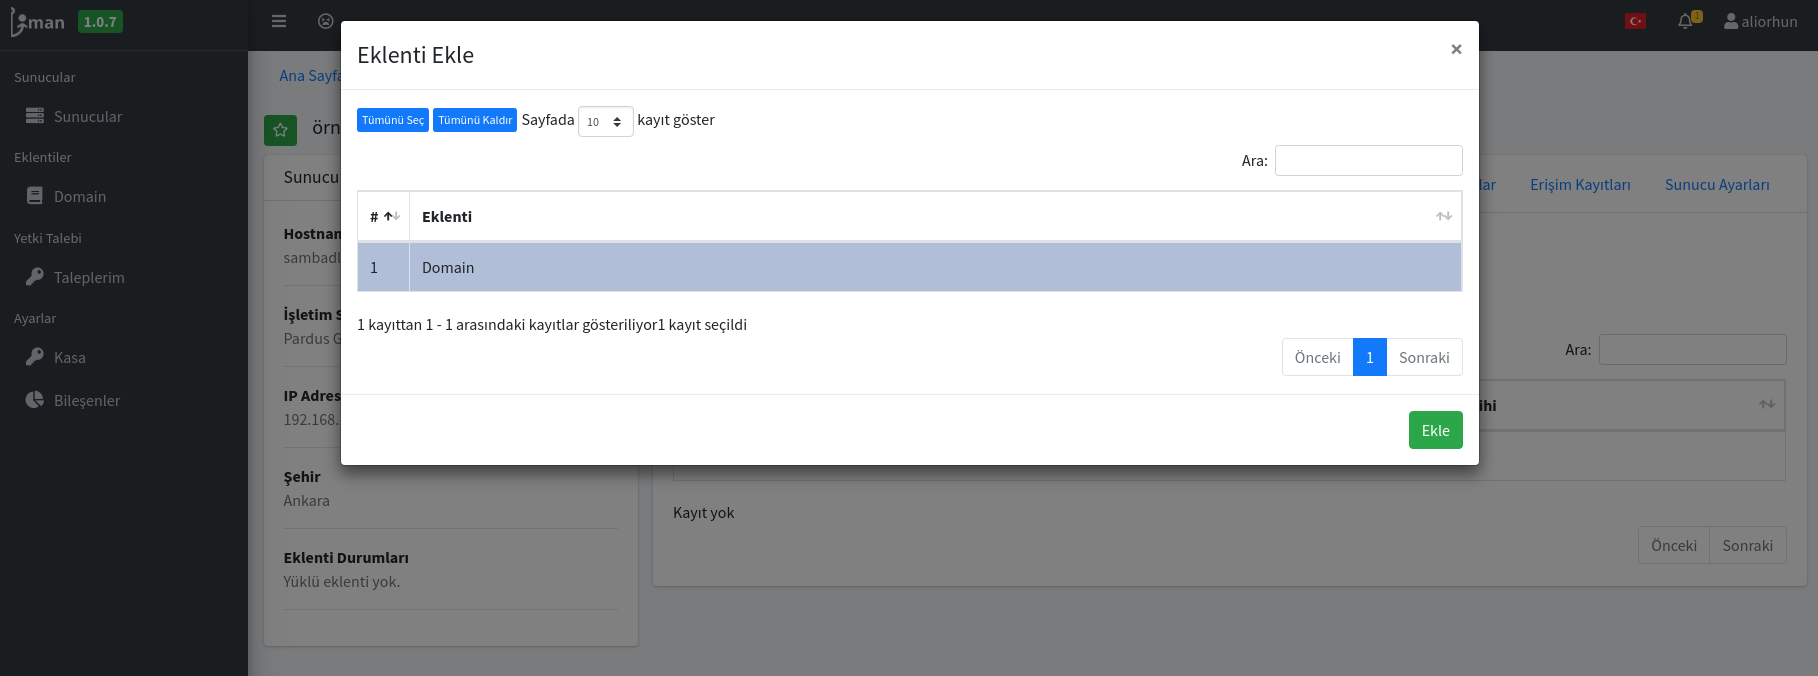 liman 1.0.7
1 aliorhun
Sunucular
Sunucular
Eklentiler
Domain
Yetki Talebi
Taleplerim
Ayarlar
Kasa
Bileşenler
Eklenti Ekle ×
Tümünü Seç Tümünü Kaldır Sayfada 10 kayıt göster
Ara:
# Eklenti
1 Domain
1 kayıttan 1 - 1 arasındaki kayıtlar gösteriliyor1 kayıt seçildi
Önceki 1 Sonraki
Ekle
Ana Sayfa
örn
Sunucu
Hostnam
sambadl
İşletim S
Pardus G
IP Adres
192.168.
Şehir
Ankara
Eklenti Durumları
Yüklü eklenti yok.
lar Erişim Kayıtları Sunucu Ayarları
Ara:
ihi
Kayıt yok
Önceki Sonraki